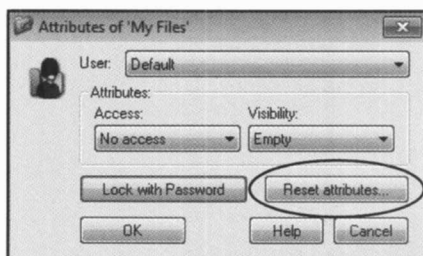 Attributes of 'My Files'
User: Default
Attributes:
Access: Visibility:
No access Empty
Lock with Password Reset attributes...
OK Help Cancel